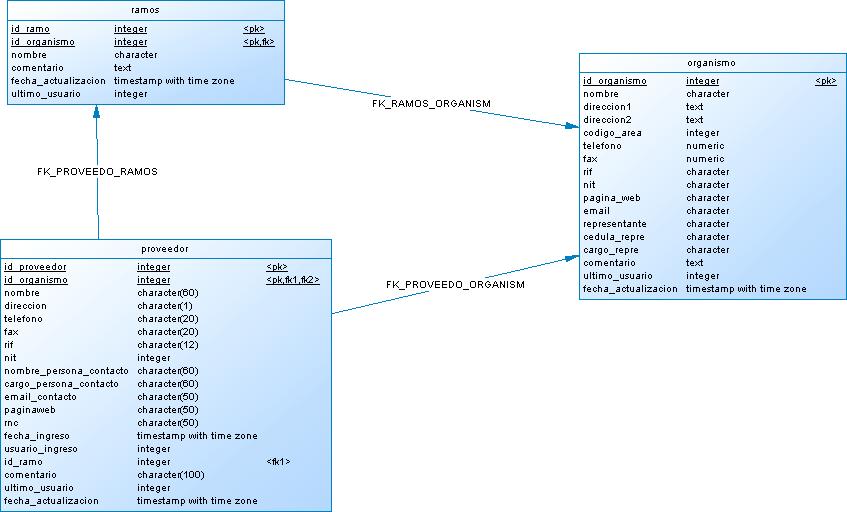 ramos
id_ramo integer <pk>
id_organismo integer <pk,fk>
nombre character
comentario text
fecha_actualizacion timestamp with time zone
ultimo_usuario integer
FK_RAMOS_ORGANISM
organismo
id_organismo integer <pk>
nombre character
direccion1 text
direccion2 text
codigo_area integer
telefono numeric
fax numeric
rif character
nit character
pagina_web character
email character
representante character
cedula_repre character
cargo_repre character
comentario text
ultimo_usuario integer
fecha_actualizacion timestamp with time zone
FK_PROVEEDO_RAMOS
FK_PROVEEDO_ORGANISM
proveedor
id_proveedor integer <pk>
id_organismo integer <pk,fk1,fk2>
nombre character(60)
direccion character(1)
telefono character(20)
fax character(20)
rif character(12)
nit integer
nombre_persona_contacto character(60)
cargo_persona_contacto character(60)
email_contacto character(50)
paginaweb character(50)
rnc character(50)
fecha_ingreso timestamp with time zone
usuario_ingreso integer
id_ramo integer <fk1>
comentario character(100)
ultimo_usuario integer
fecha_actualizacion timestamp with time zone